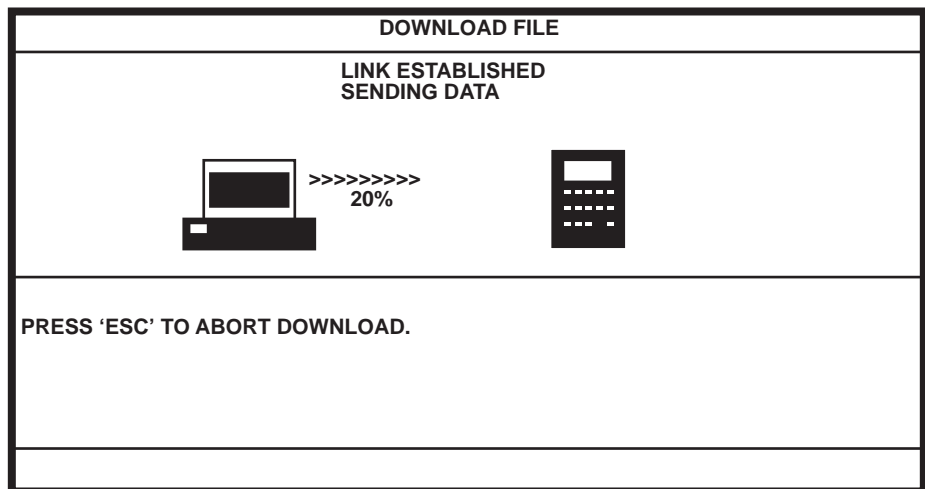 DOWNLOAD FILE
LINK ESTABLISHED
SENDING DATA
>>>>>>>>>
20%
PRESS ‘ESC’ TO ABORT DOWNLOAD.